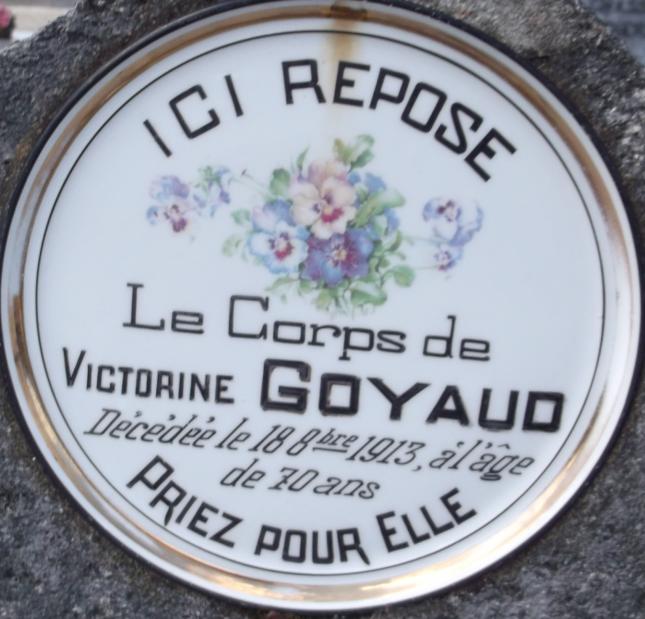 ICI REPOSE
Le Corps de
VICTORINE GOYAUD
Décédée le 18 8bre 1913, à l'âge
de 70 ans
PRIEZ POUR ELLE